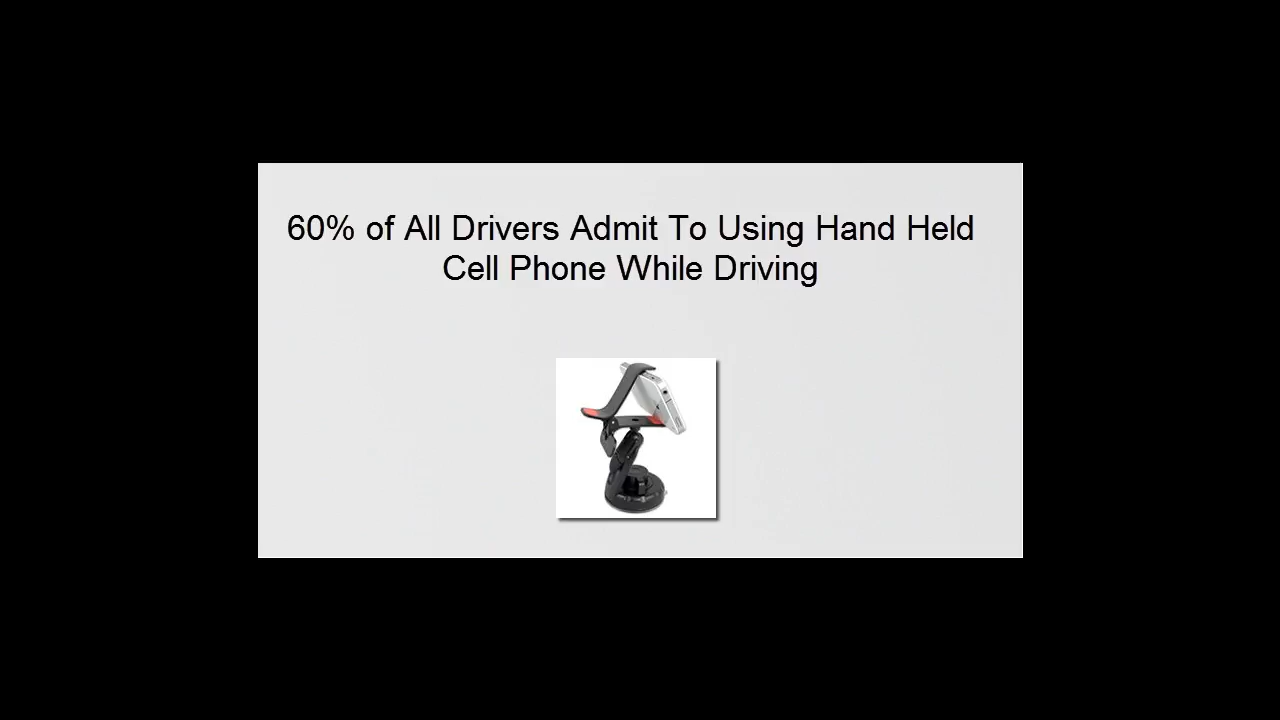 60% of All Drivers Admit To Using Hand Held
Cell Phone While Driving